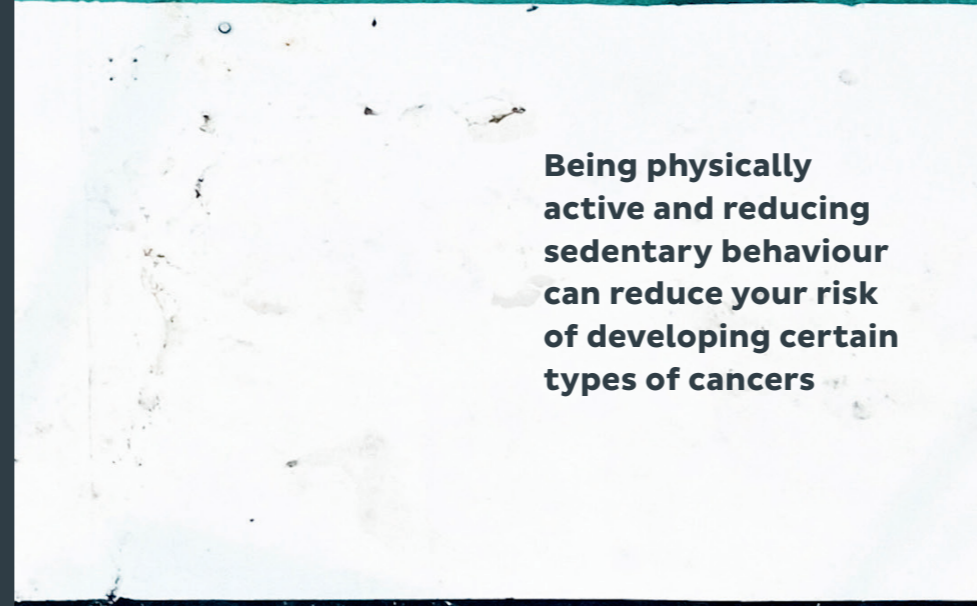 Being physically
active and reducing
sedentary behaviour
can reduce your risk
of developing certain
types of cancers